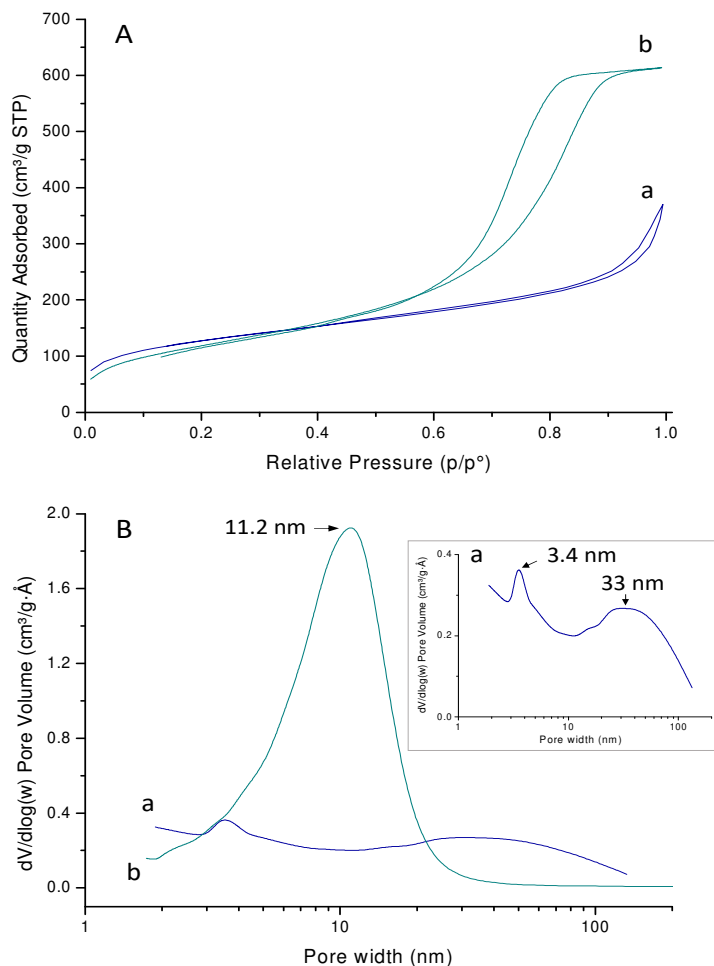 A
b
a
700
600
500
400
300
200
100
0
Quantity Adsorbed (cm³/g STP)
0.0 0.2 0.4 0.6 0.8 1.0
Relative Pressure (p/p°)
B
11.2 nm
a
b
2.0
1.6
1.2
0.8
0.4
0.0
dV/dlog(w) Pore Volume (cm³/g·Å)
1 10 100
Pore width (nm)
a
3.4 nm
33 nm
0.4
0.2
0.0
dV/dlog(w) Pore Volume (cm³/g·Å)
1 10 100
Pore width (nm)